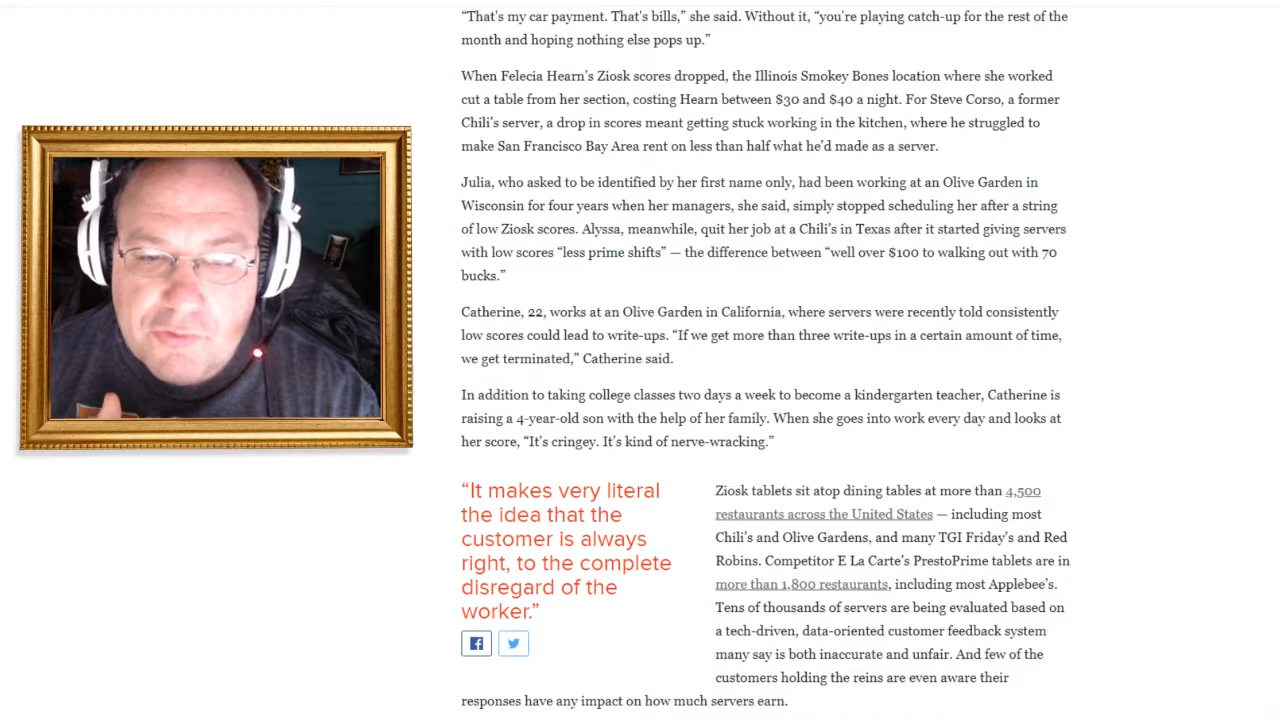 “That's my car payment. That's bills,” she said. Without it, “you're playing catch-up for the rest of the
month and hoping nothing else pops up.”
When Felecia Hearn’s Ziosk scores dropped, the Illinois Smokey Bones location where she worked
cut a table from her section, costing Hearn between $30 and $40 a night. For Steve Corso, a former
Chili’s server, a drop in scores meant getting stuck working in the kitchen, where he struggled to
make San Francisco Bay Area rent on less than half what he’d made as a server.
Julia, who asked to be identified by her first name only, had been working at an Olive Garden in
Wisconsin for four years when her managers, she said, simply stopped scheduling her after a string
of low Ziosk scores. Alyssa, meanwhile, quit her job at a Chili’s in Texas after it started giving servers
with low scores “less prime shifts” — the difference between “well over $100 to walking out with 70
bucks.”
Catherine, 22, works at an Olive Garden in California, where servers were recently told consistently
low scores could lead to write-ups. “If we get more than three write-ups in a certain amount of time,
we get terminated,” Catherine said.
In addition to taking college classes two days a week to become a kindergarten teacher, Catherine is
raising a 4-year-old son with the help of her family. When she goes into work every day and looks at
her score, “It’s cringey. It’s kind of nerve-wracking.”
“It makes very literal
the idea that the
customer is always
right, to the complete
disregard of the
worker.”
Ziosk tablets sit atop dining tables at more than 4,500
restaurants across the United States — including most
Chili’s and Olive Gardens, and many TGI Friday’s and Red
Robins. Competitor E La Carte’s PrestoPrime tablets are in
more than 1,800 restaurants, including most Applebee’s.
Tens of thousands of servers are being evaluated based on
a tech-driven, data-oriented customer feedback system
many say is both inaccurate and unfair. And few of the
customers holding the reins are even aware their
responses have any impact on how much servers earn.